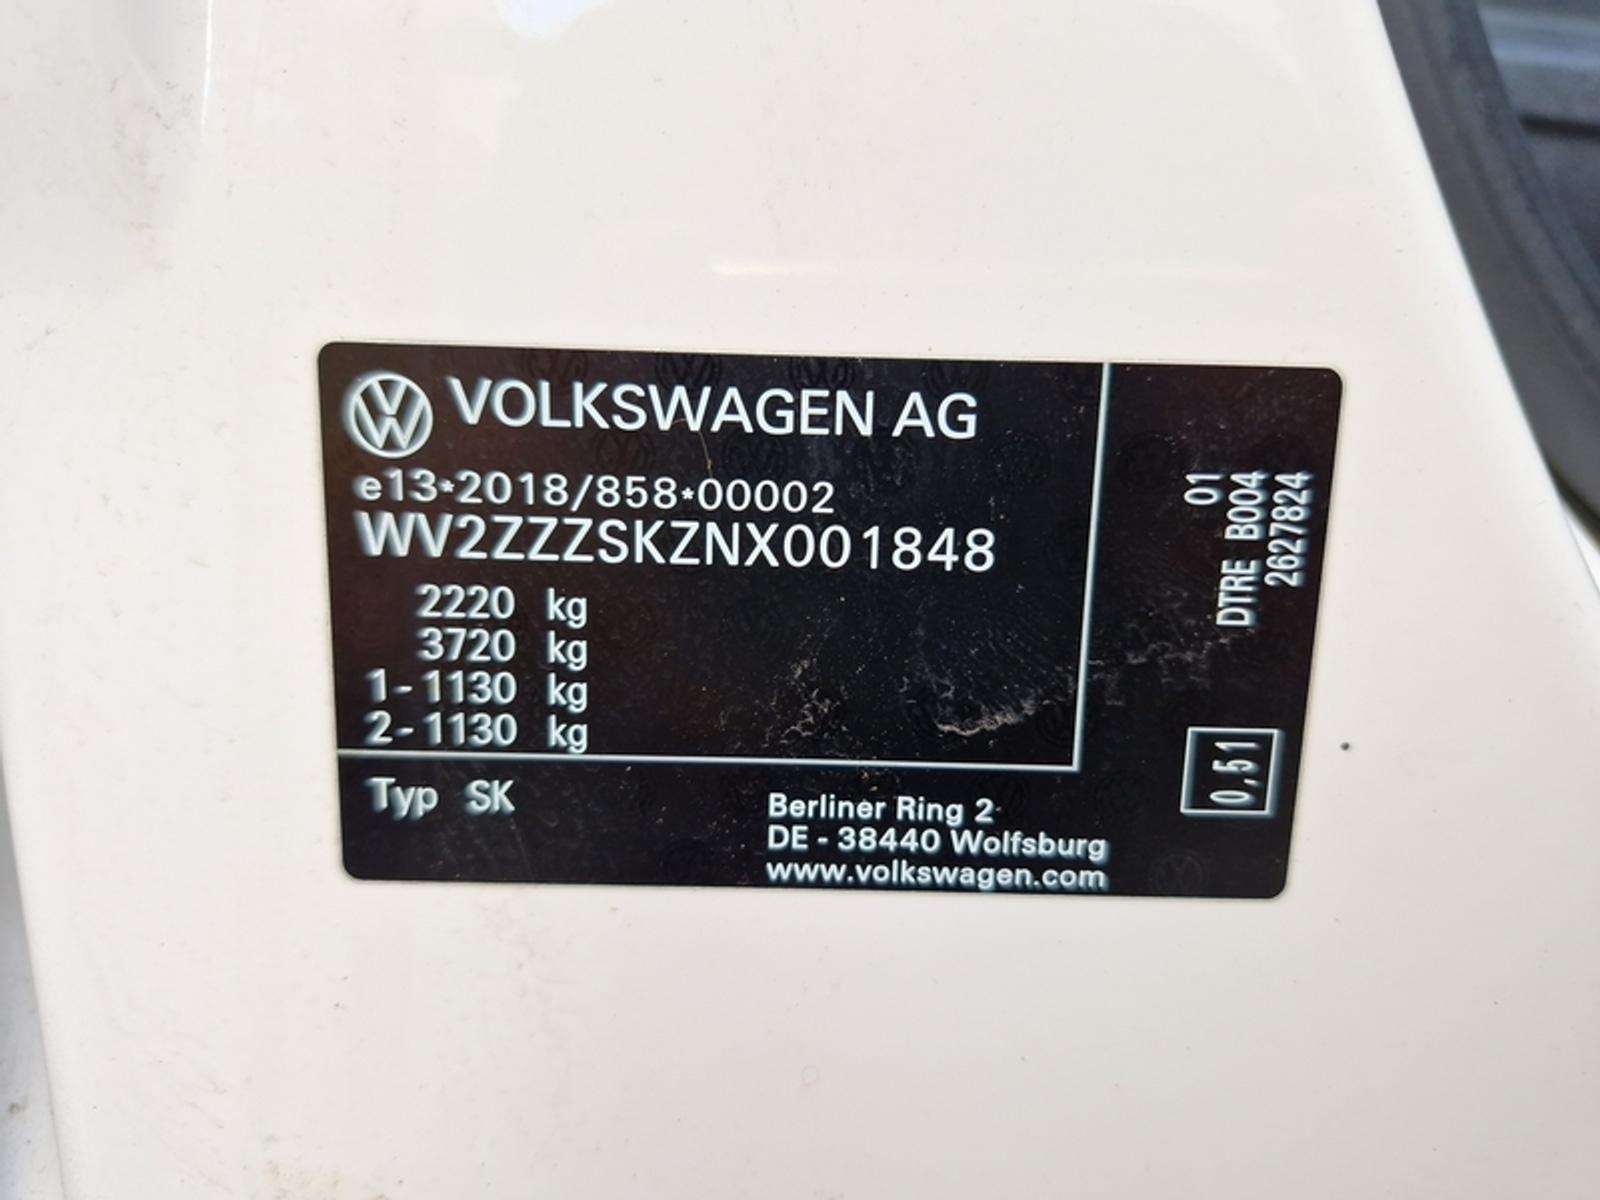 VOLKSWAGEN AG
e13*2018/858*00002
WV2ZZZSKZNX001848
2220 kg
3720 kg
1-1130 kg
2-1130 kg
Typ SK
Berliner Ring 2
DE - 38440 Wolfsburg
www.volkswagen.com
01
DTRE B004
2627824
0,51